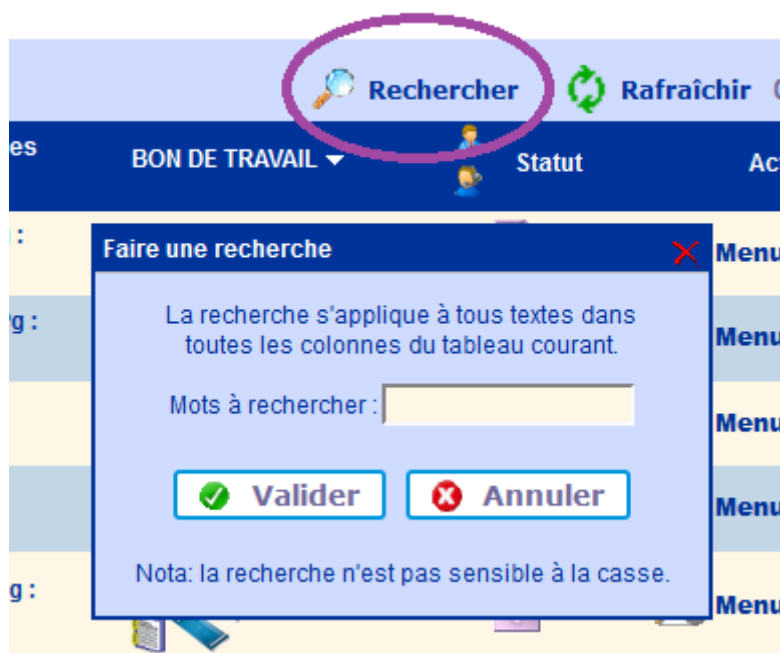 Rechercher Rafraîchir
es BON DE TRAVAIL Statut Ac
:
Faire une recherche Menu
La recherche s'applique à tous textes dans
g : toutes les colonnes du tableau courant. Menu
Mots à rechercher :
Menu
Valider Annuler
Menu
Nota: la recherche n'est pas sensible à la casse.
g : Menu